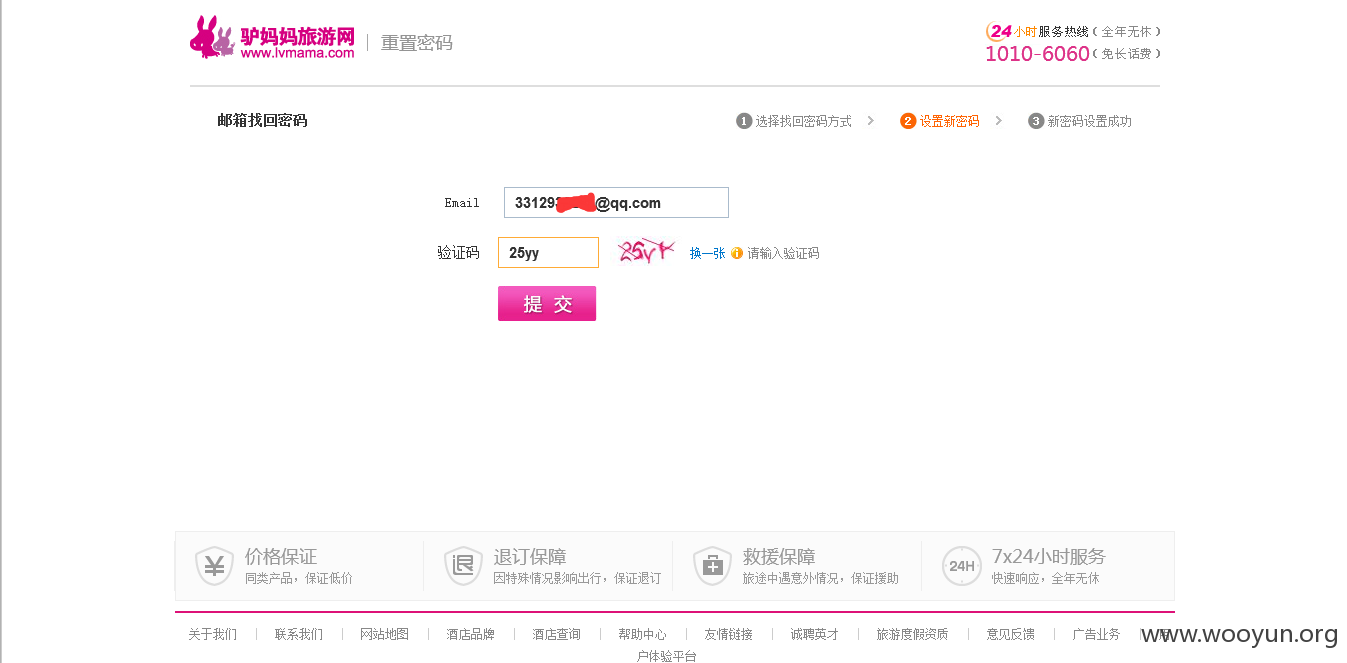 驴妈妈旅游网
www.lvmama.com
重置密码
24小时服务热线(全年无休)
1010-6060(免长话费)
邮箱找回密码
1 选择找回密码方式 > 2 设置新密码 > 3 新密码设置成功
Email 33129 @qq.com
验证码 25yy 25yy 换一张 请输入验证码
提 交
¥ 价格保证 退订保障 救援保障 24H 7x24小时服务
同类产品，保证低价 因特殊情况影响出行，保证退订 旅途中遇意外情况，保证援助 快速响应，全年无休
关于我们 | 联系我们 | 网站地图 | 酒店品牌 | 酒店查询 | 帮助中心 | 友情链接 | 诚聘英才 | 旅游度假资质 | 意见反馈 | 广告业务 |
户体验平台
www.wooyun.org